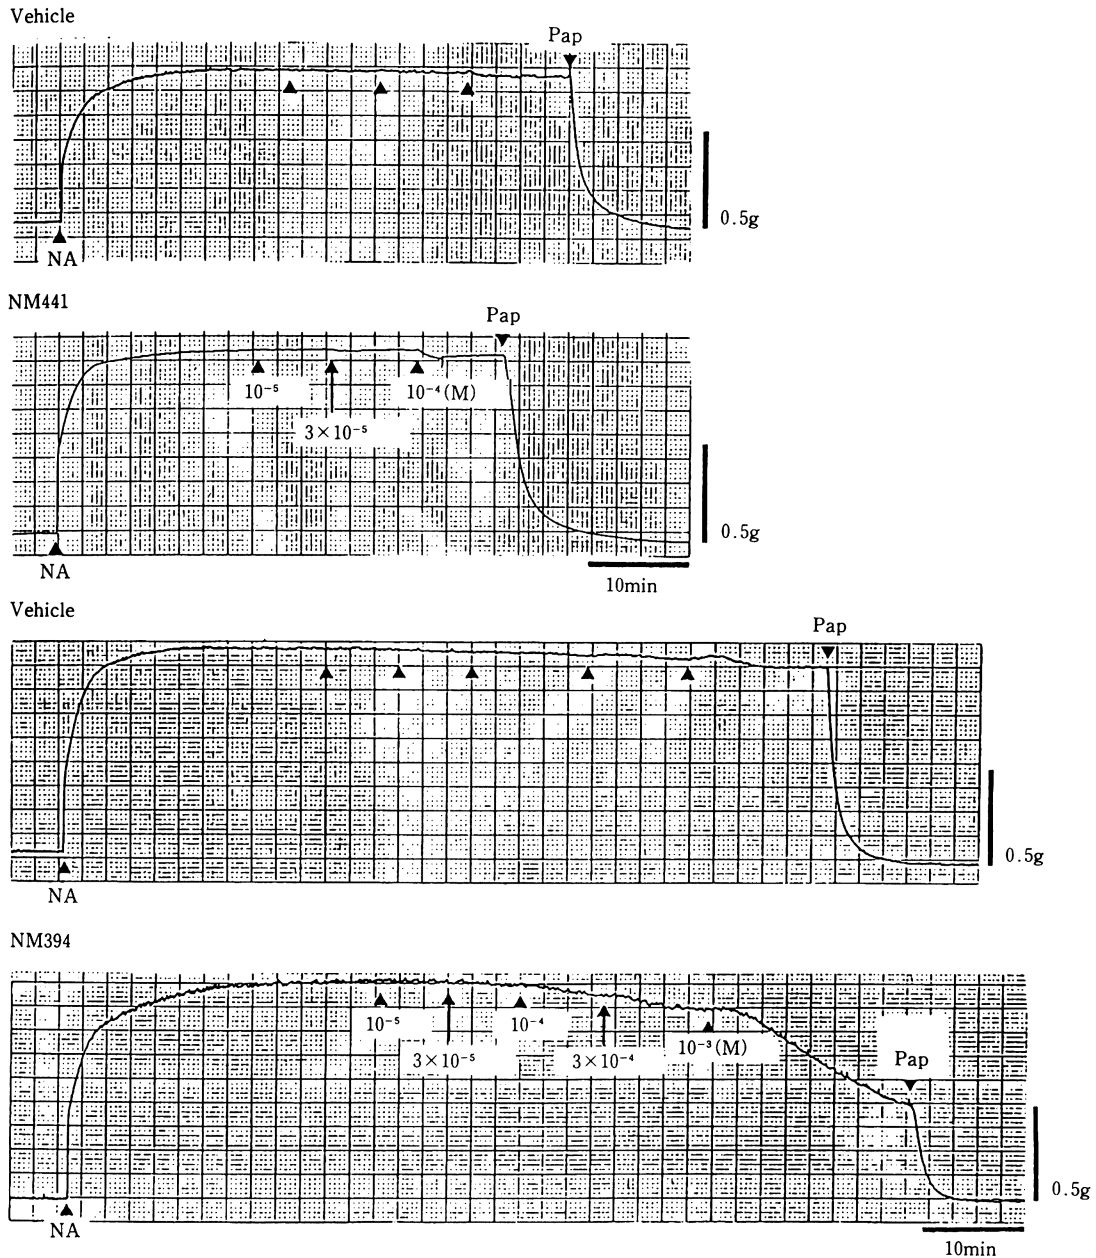 Vehicle
Pap
0.5g
NA
NM441
Pap
10⁻⁵
10⁻⁴(M)
3×10⁻⁵
0.5g
NA
10min
Vehicle
Pap
0.5g
NA
NM394
10⁻⁵
10⁻⁴
3×10⁻⁵
3×10⁻⁴
10⁻³(M)
Pap
0.5g
NA
10min